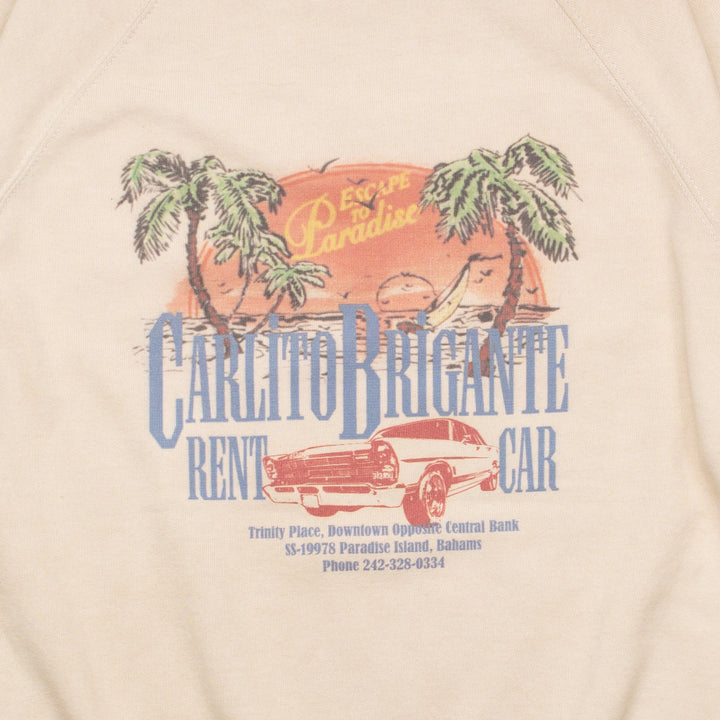 ESCAPE
TO
Paradise
CARLiTO BRiGANTE
RENT CAR
Trinity Place, Downtown Opposite Central Bank
SS-19978 Paradise Island, Bahams
Phone 242-328-0334